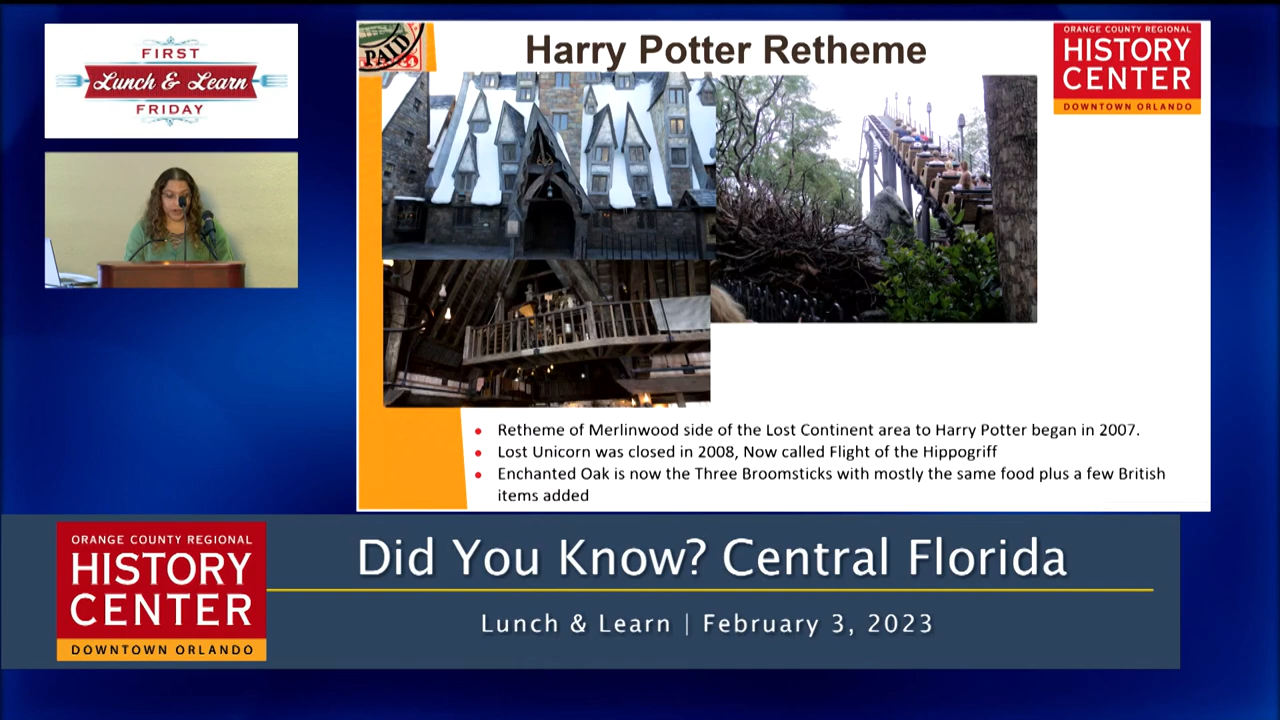 FIRST
Lunch & Learn
FRIDAY
PAID
Harry Potter Retheme
ORANGE COUNTY REGIONAL
HISTORY
CENTER
DOWNTOWN ORLANDO
• Retheme of Merlinwood side of the Lost Continent area to Harry Potter began in 2007.
• Lost Unicorn was closed in 2008, Now called Flight of the Hippogriff
• Enchanted Oak is now the Three Broomsticks with mostly the same food plus a few British
items added
ORANGE COUNTY REGIONAL
HISTORY
CENTER
DOWNTOWN ORLANDO
Did You Know? Central Florida
Lunch & Learn | February 3, 2023